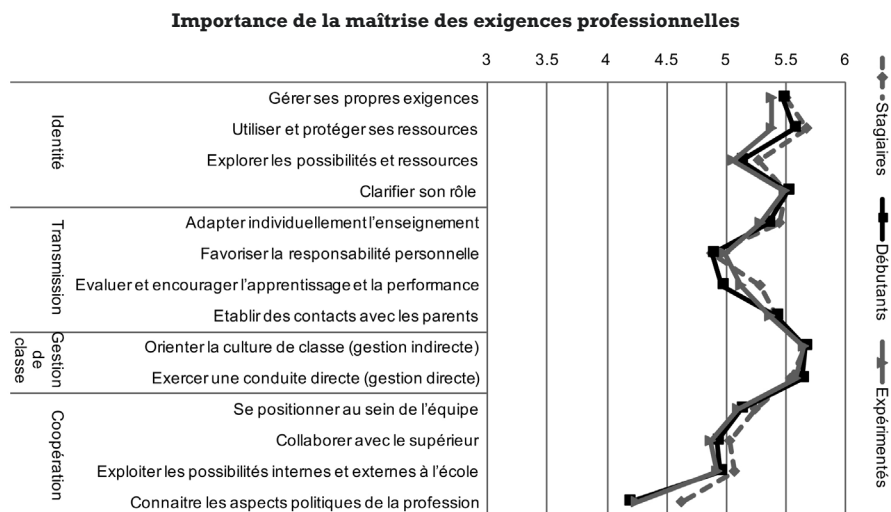 Importance de la maîtrise des exigences professionnelles
3 3.5 4 4.5 5 5.5 6
Identité
Gérer ses propres exigences
Utiliser et protéger ses ressources
Explorer les possibilités et ressources
Clarifier son rôle
Transmission
Adapter individuellement l'enseignement
Favoriser la responsabilité personnelle
Evaluer et encourager l'apprentissage et la performance
Etablir des contacts avec les parents
Gestion
de
classe
Orienter la culture de classe (gestion indirecte)
Exercer une conduite directe (gestion directe)
Coopération
Se positionner au sein de l'équipe
Collaborer avec le supérieur
Exploiter les possibilités internes et externes à l'école
Connaitre les aspects politiques de la profession
Stagiaires
Débutants
Expérimentés